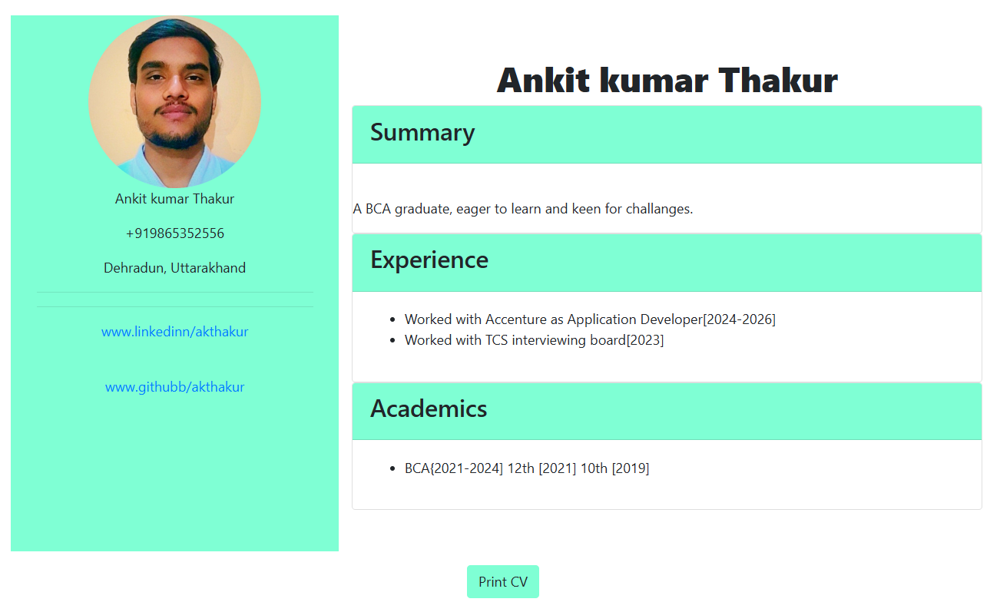 Ankit kumar Thakur
+919865352556
Dehradun, Uttarakhand
www.linkedinn/akthakur
www.githubb/akthakur
Ankit kumar Thakur
Summary
A BCA graduate, eager to learn and keen for challanges.
Experience
• Worked with Accenture as Application Developer[2024-2026]
• Worked with TCS interviewing board[2023]
Academics
• BCA{2021-2024] 12th [2021] 10th [2019]
Print CV